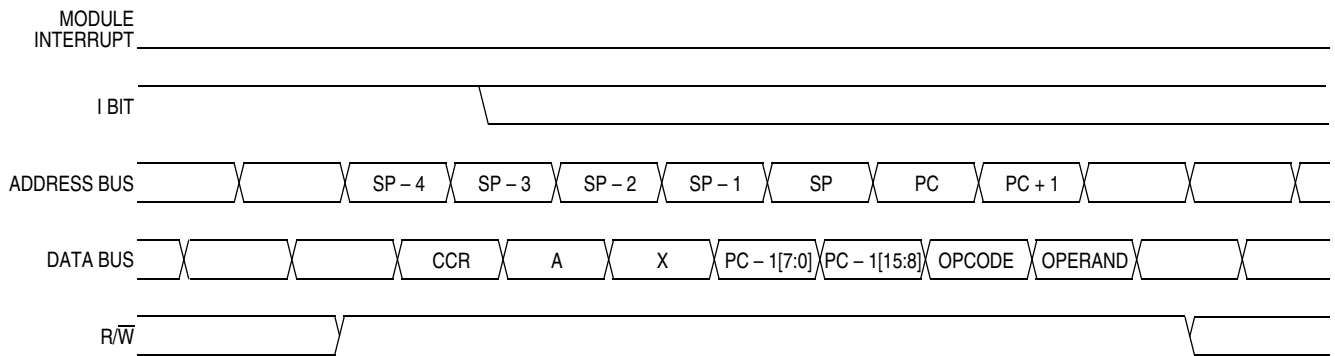 MODULE
INTERRUPT
I BIT
ADDRESS BUS SP – 4 SP – 3 SP – 2 SP – 1 SP PC PC + 1
DATA BUS CCR A X PC – 1[7:0] PC – 1[15:8] OPCODE OPERAND
R/W̅